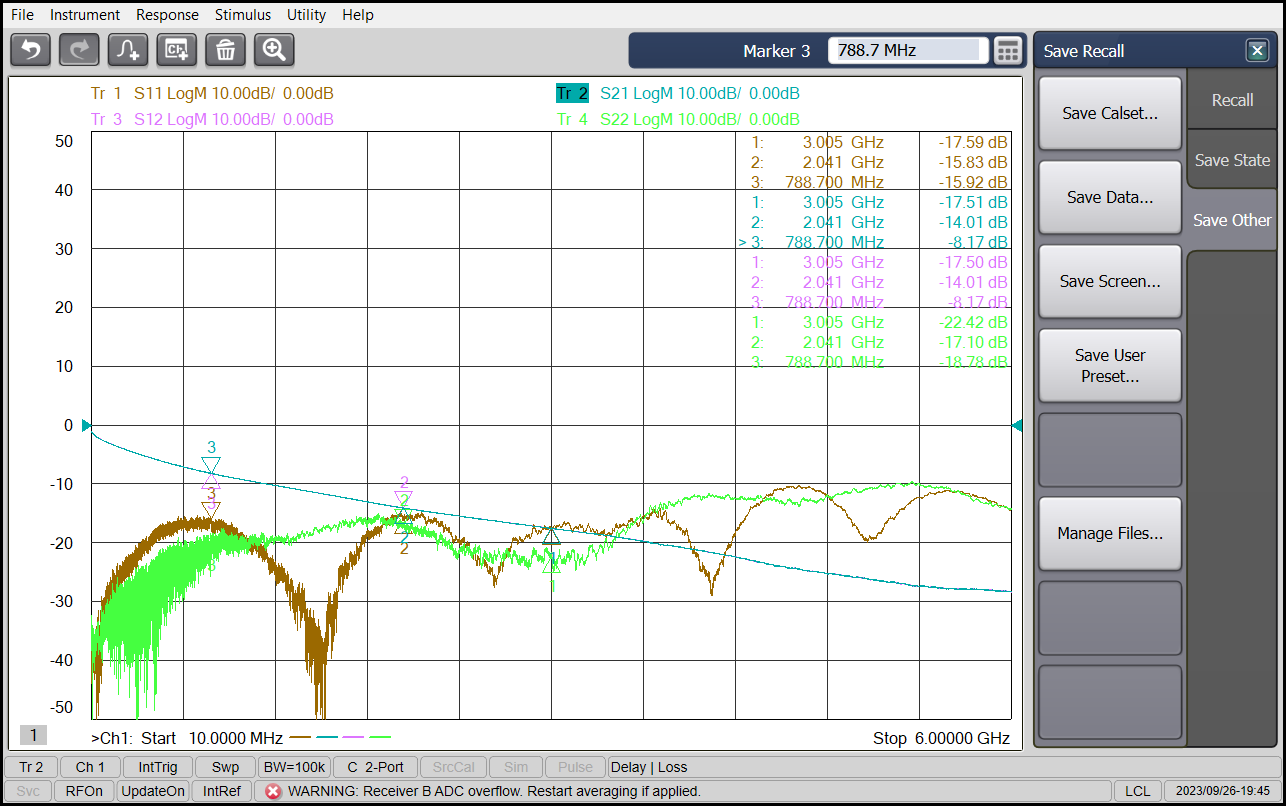 File Instrument Response Stimulus Utility Help
Marker 3 788.7 MHz
Save Recall
Tr 1 S11 LogM 10.00dB/ 0.00dB
Tr 2 S21 LogM 10.00dB/ 0.00dB
Tr 3 S12 LogM 10.00dB/ 0.00dB
Tr 4 S22 LogM 10.00dB/ 0.00dB
50
40
30
20
10
0
-10
-20
-30
-40
-50
1: 3.005 GHz -17.59 dB
2: 2.041 GHz -15.83 dB
3: 788.700 MHz -15.92 dB
1: 3.005 GHz -17.51 dB
2: 2.041 GHz -14.01 dB
> 3: 788.700 MHz -8.17 dB
1: 3.005 GHz -17.50 dB
2: 2.041 GHz -14.01 dB
3: 788.700 MHz -8.17 dB
1: 3.005 GHz -22.42 dB
2: 2.041 GHz -17.10 dB
3: 788.700 MHz -18.78 dB
3
3
3
3
2
2
2
2
1
1
1
>Ch1: Start 10.0000 MHz
Stop 6.00000 GHz
Save Calset...
Save Data...
Save Screen...
Save User
Preset...
Manage Files...
Recall
Save State
Save Other
Tr 2 Ch 1 IntTrig Swp BW=100k C 2-Port SrcCal Sim Pulse Delay | Loss
Svc RFOn UpdateOn IntRef WARNING: Receiver B ADC overflow. Restart averaging if applied. LCL 2023/09/26-19:45